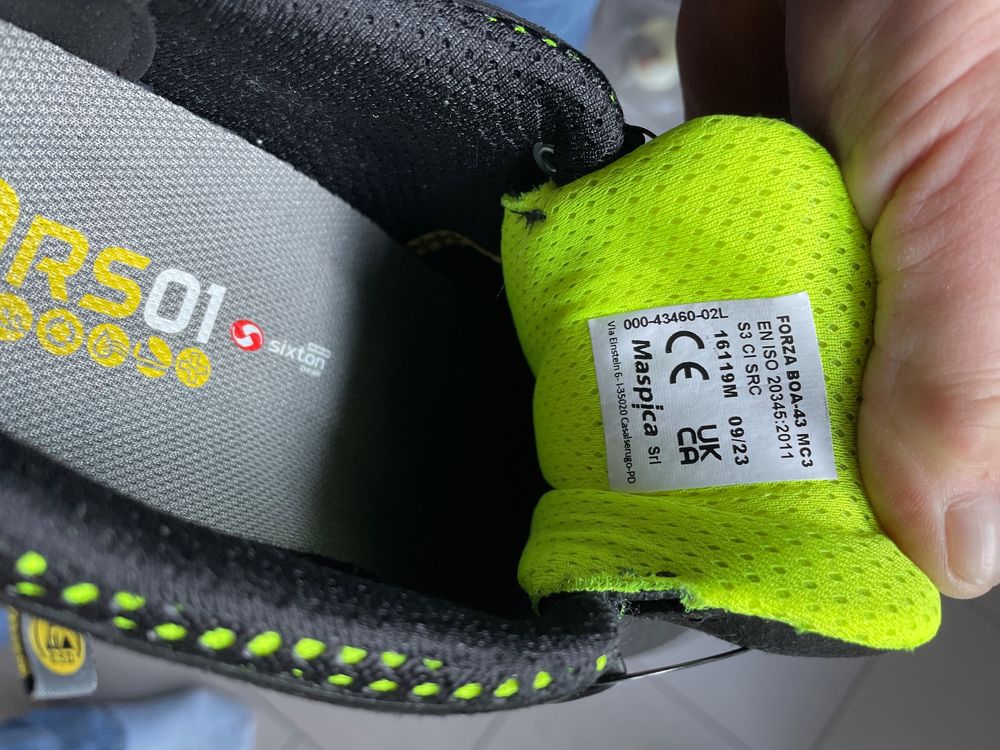 FORZA BOA-43 MC3
EN ISO 20345:2011
S3 CI SRC
16119M 09/23
CE UK
CA
Maspica Srl
000-43460-02L
Via Einstein 6- I-35020 Casalserugo-PD
RS01
sixton
ESD